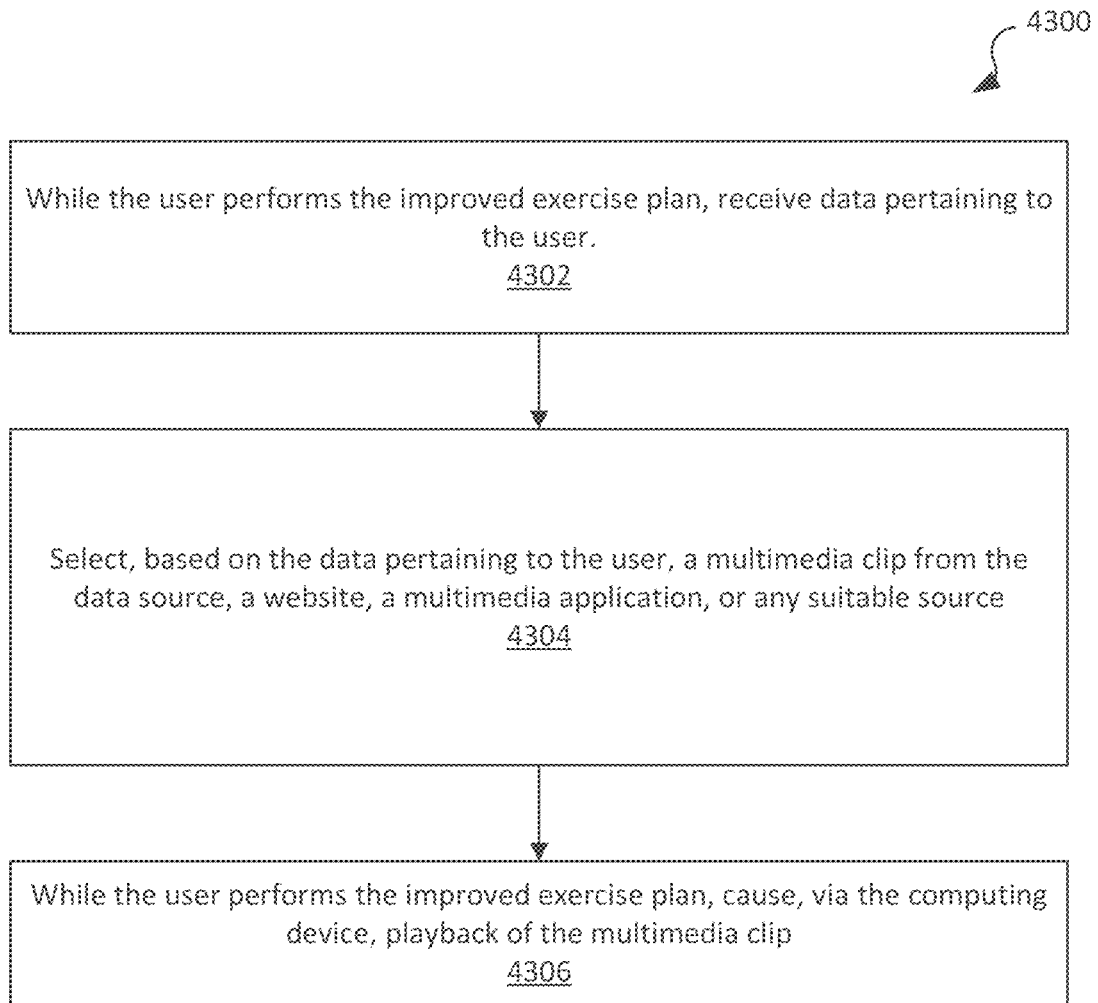 4300
While the user performs the improved exercise plan, receive data pertaining to
the user.
4302
Select, based on the data pertaining to the user, a multimedia clip from the
data source, a website, a multimedia application, or any suitable source
4304
While the user performs the improved exercise plan, cause, via the computing
device, playback of the multimedia clip
4306